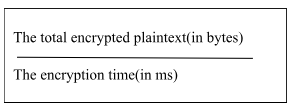 The total encrypted plaintext(in bytes)
The encryption time(in ms)